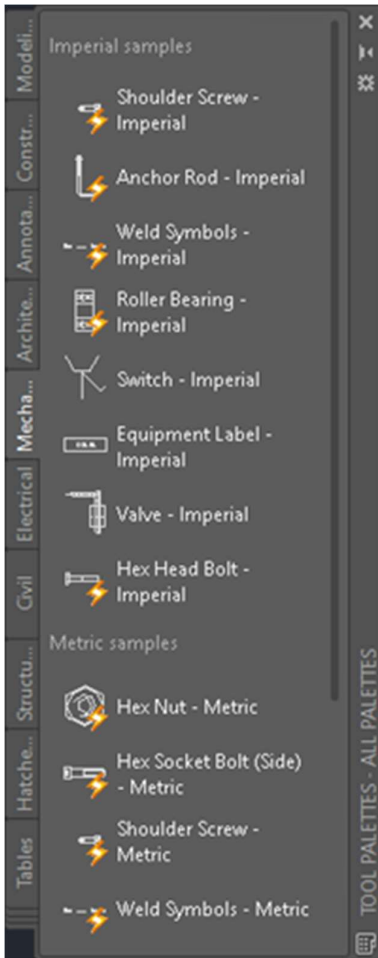 Imperial samples
Shoulder Screw -
Imperial
Anchor Rod - Imperial
Weld Symbols -
Imperial
Roller Bearing -
Imperial
Switch - Imperial
Equipment Label -
Imperial
Valve - Imperial
Hex Head Bolt -
Imperial
Metric samples
Hex Nut - Metric
Hex Socket Bolt (Side)
- Metric
Shoulder Screw -
Metric
Weld Symbols - Metric
Modeli...
Constr...
Annota...
Archite...
Mecha...
Electrical
Civil
Structu...
Hatche...
Tables
TOOL PALETTES - ALL PALETTES